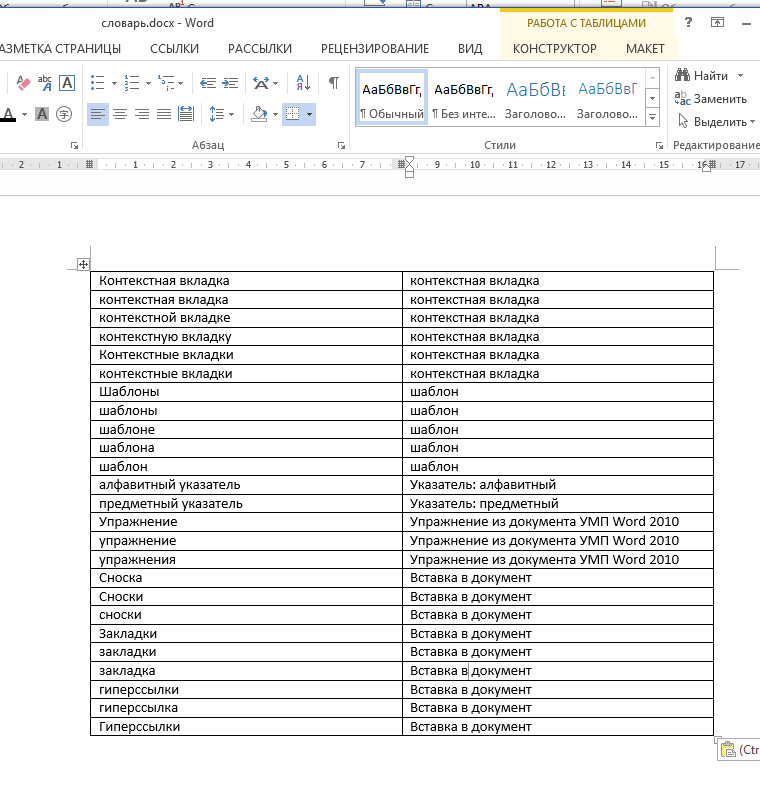 словарь.docx - Word
РАБОТА С ТАБЛИЦАМИ
?
АЗМЕТКА СТРАНИЦЫ ССЫЛКИ РАССЫЛКИ РЕЦЕНЗИРОВАНИЕ ВИД КОНСТРУКТОР МАКЕТ
АаБбВвГг, АаБбВвГг, АаБбВı АаБбВвГ
¶ Обычный ¶ Без инте... Заголово... Заголово...
Найти
Заменить
Выделить
Абзац Стили Редактирование
2 1 1 2 3 4 5 6 7 9 10 11 12 13 14 15 16 17
Контекстная вкладка контекстная вкладка
контекстная вкладка контекстная вкладка
контекстной вкладке контекстная вкладка
контекстную вкладку контекстная вкладка
Контекстные вкладки контекстная вкладка
контекстные вкладки контекстная вкладка
Шаблоны шаблон
шаблоны шаблон
шаблоне шаблон
шаблона шаблон
шаблон шаблон
алфавитный указатель Указатель: алфавитный
предметный указатель Указатель: предметный
Упражнение Упражнение из документа УМП Word 2010
упражнение Упражнение из документа УМП Word 2010
упражнения Упражнение из документа УМП Word 2010
Сноска Вставка в документ
Сноски Вставка в документ
сноски Вставка в документ
Закладки Вставка в документ
закладки Вставка в документ
закладка Вставка в документ
гиперссылки Вставка в документ
гиперссылка Вставка в документ
Гиперссылки Вставка в документ
(Ctr